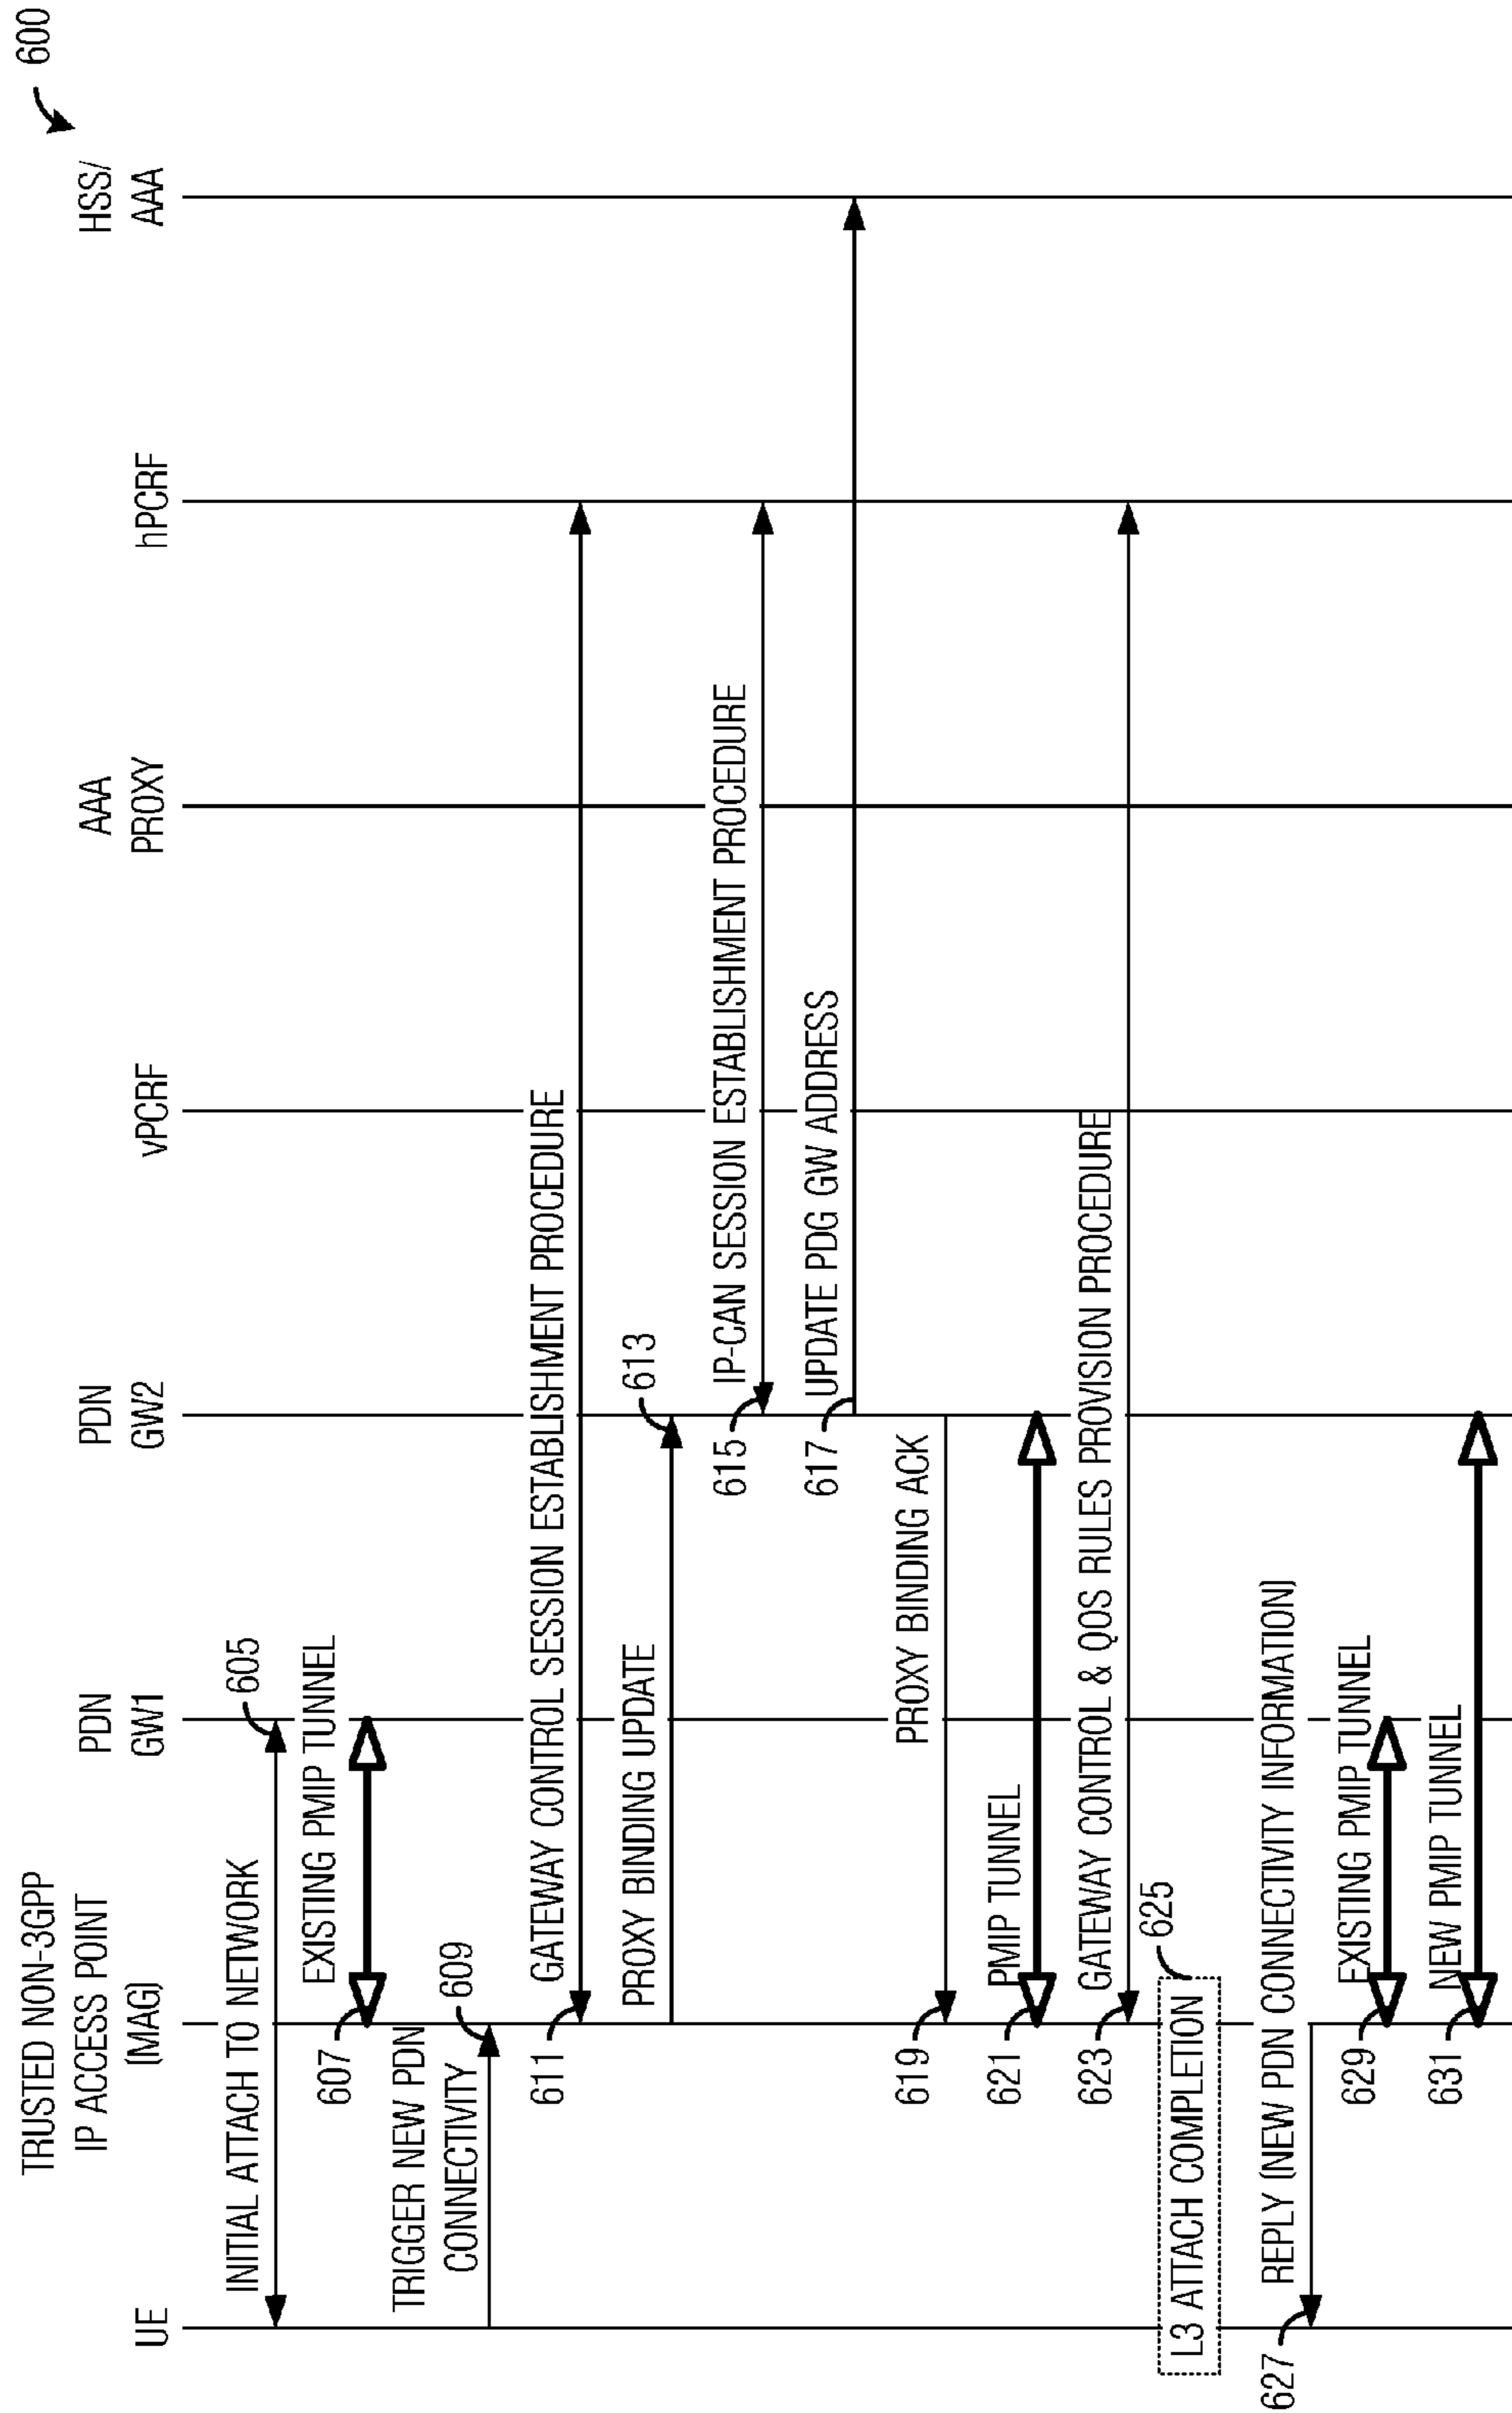 600
TRUSTED NON-3GPP
IP ACCESS POINT
(MAG)
UE
PDN
GW1
PDN
GW2
vPCRF
AAA
PROXY
hPCRF
HSS/
AAA
INITIAL ATTACH TO NETWORK
605
EXISTING PMIP TUNNEL
607
TRIGGER NEW PDN
CONNECTIVITY
609
GATEWAY CONTROL SESSION ESTABLISHMENT PROCEDURE
611
PROXY BINDING UPDATE
613
IP-CAN SESSION ESTABLISHMENT PROCEDURE
615
UPDATE PDG GW ADDRESS
617
PROXY BINDING ACK
619
PMIP TUNNEL
621
GATEWAY CONTROL & QOS RULES PROVISION PROCEDURE
623
L3 ATTACH COMPLETION
625
REPLY (NEW PDN CONNECTIVITY INFORMATION)
627
EXISTING PMIP TUNNEL
629
NEW PMIP TUNNEL
631